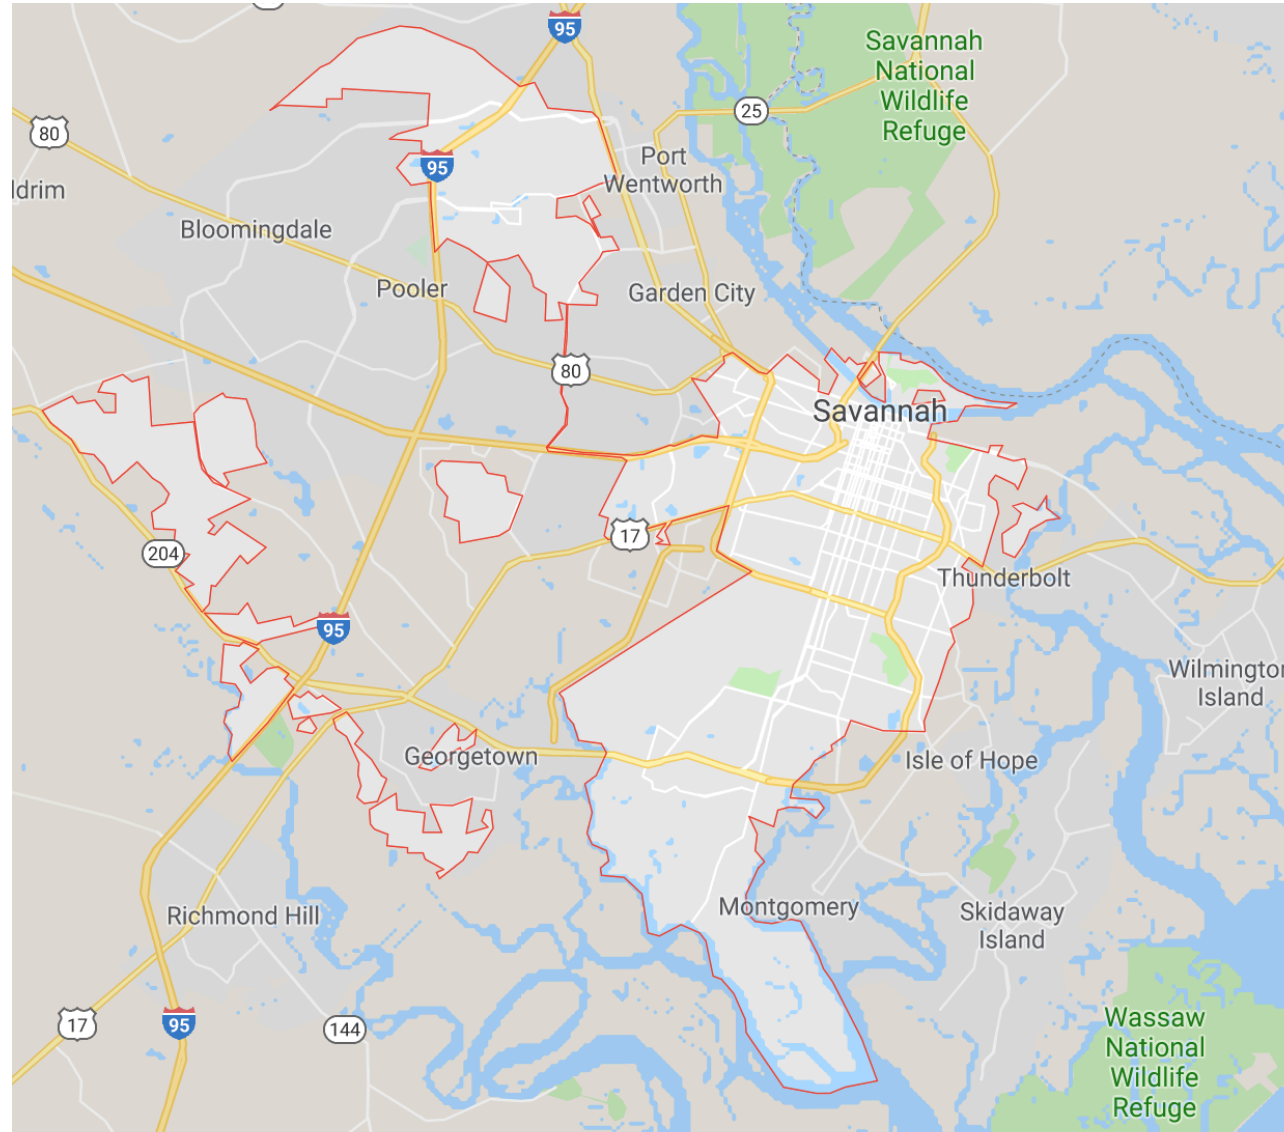 95
Savannah
National
Wildlife
Refuge
25
80
Port
Wentworth
95
ldrim
Bloomingdale
Pooler
Garden City
80
Savannah
17
204
Thunderbolt
95
Wilmington
Island
Georgetown
Isle of Hope
Montgomery
Richmond Hill
Skidaway
Island
17
95
144
Wassaw
National
Wildlife
Refuge